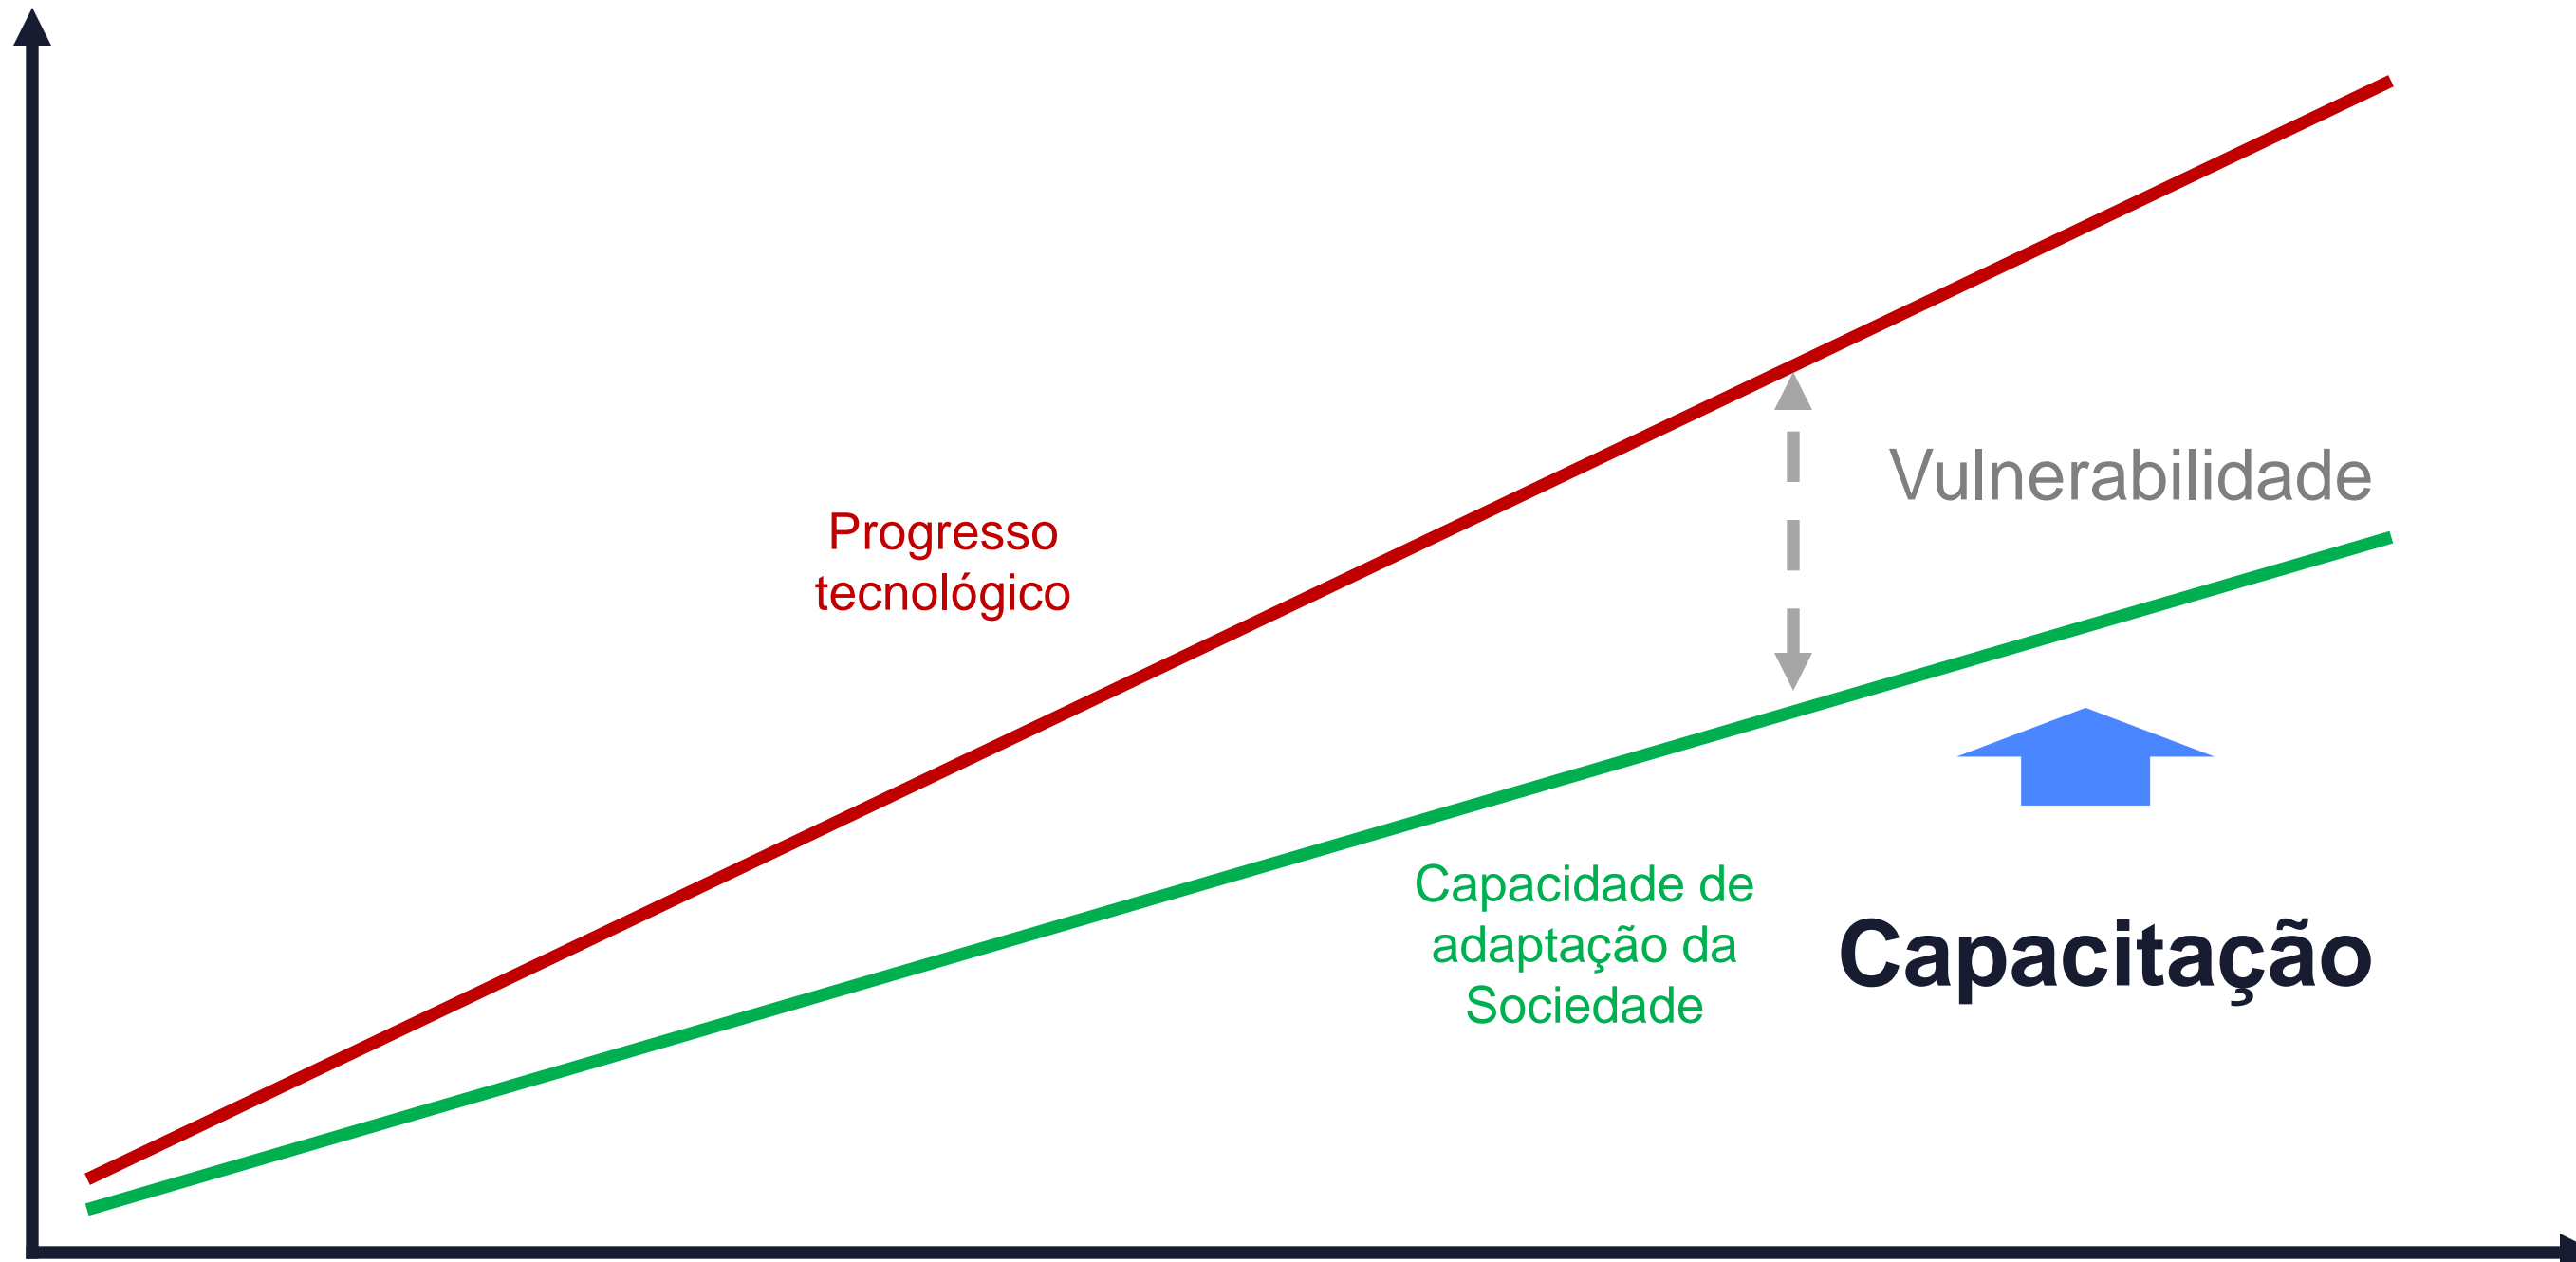 Progresso
tecnológico
Vulnerabilidade
Capacidade de
adaptação da
Sociedade
Capacitação